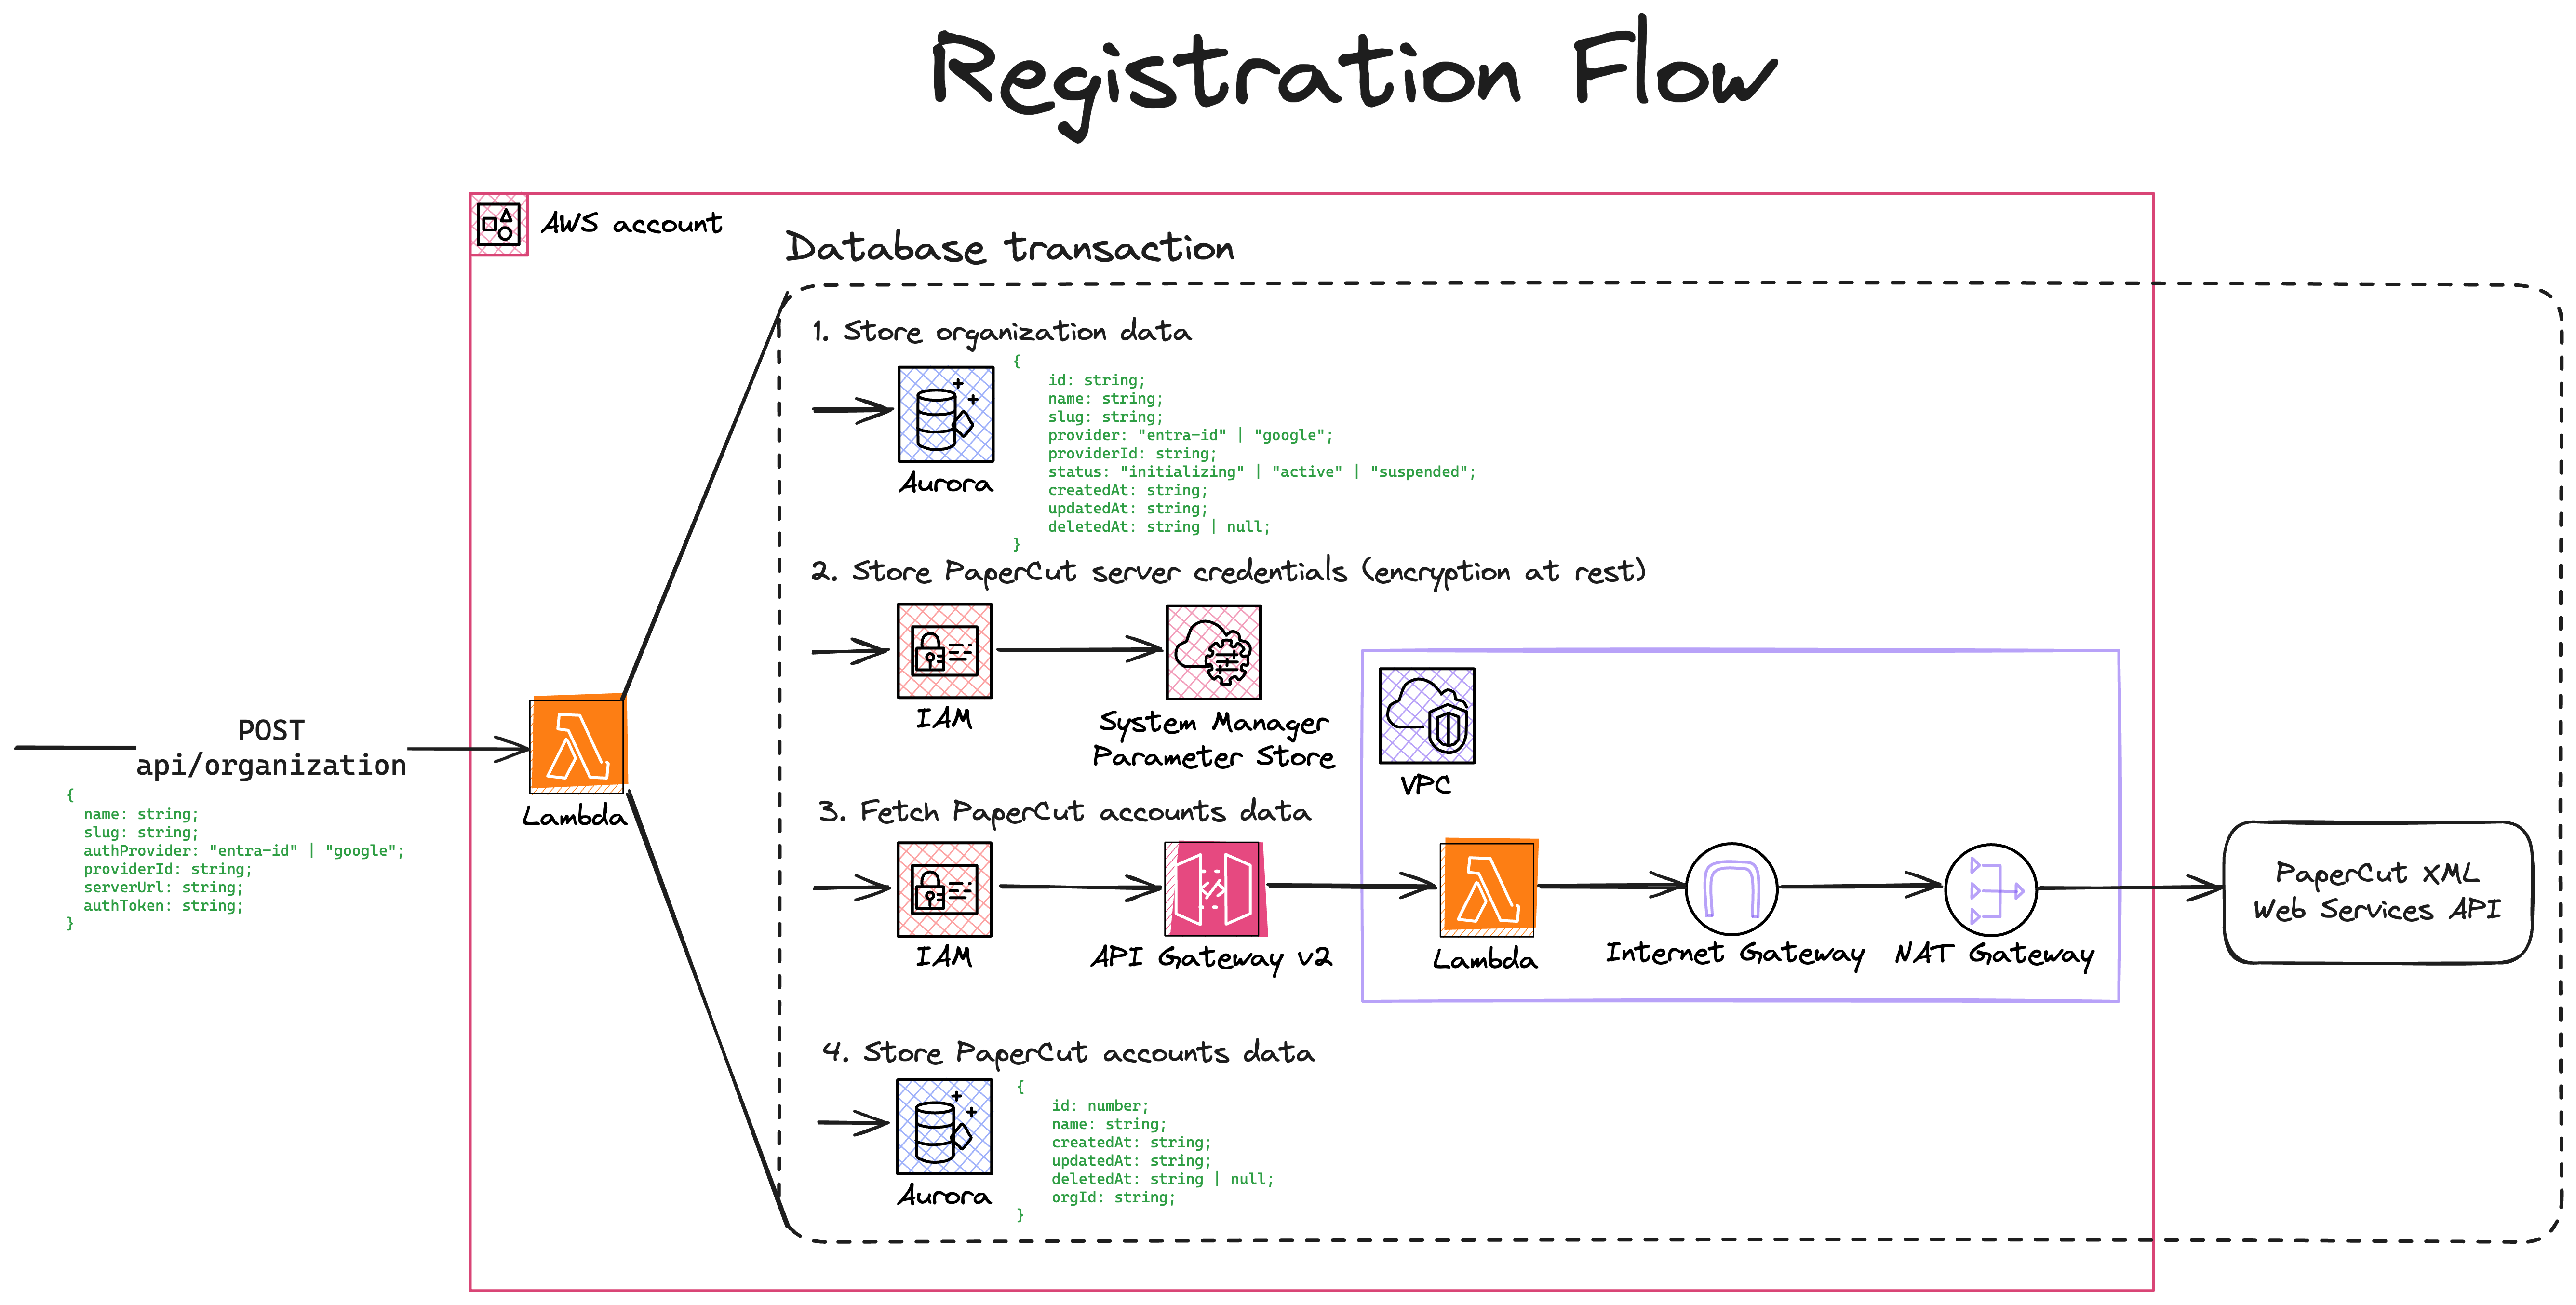 Registration Flow
AWS account
Database transaction
1. Store organization data
{
id: string;
name: string;
slug: string;
provider: "entra-id" | "google";
providerId: string;
status: "initializing" | "active" | "suspended";
createdAt: string;
updatedAt: string;
deletedAt: string | null;
}
Aurora
2. Store PaperCut server credentials (encryption at rest)
IAM
System Manager
Parameter Store
VPC
POST
api/organization
{
name: string;
slug: string;
authProvider: "entra-id" | "google";
providerId: string;
serverUrl: string;
authToken: string;
}
Lambda
3. Fetch PaperCut accounts data
IAM
API Gateway v2
Lambda
Internet Gateway
NAT Gateway
PaperCut XML
Web Services API
4. Store PaperCut accounts data
{
id: number;
name: string;
createdAt: string;
updatedAt: string;
deletedAt: string | null;
orgId: string;
}
Aurora